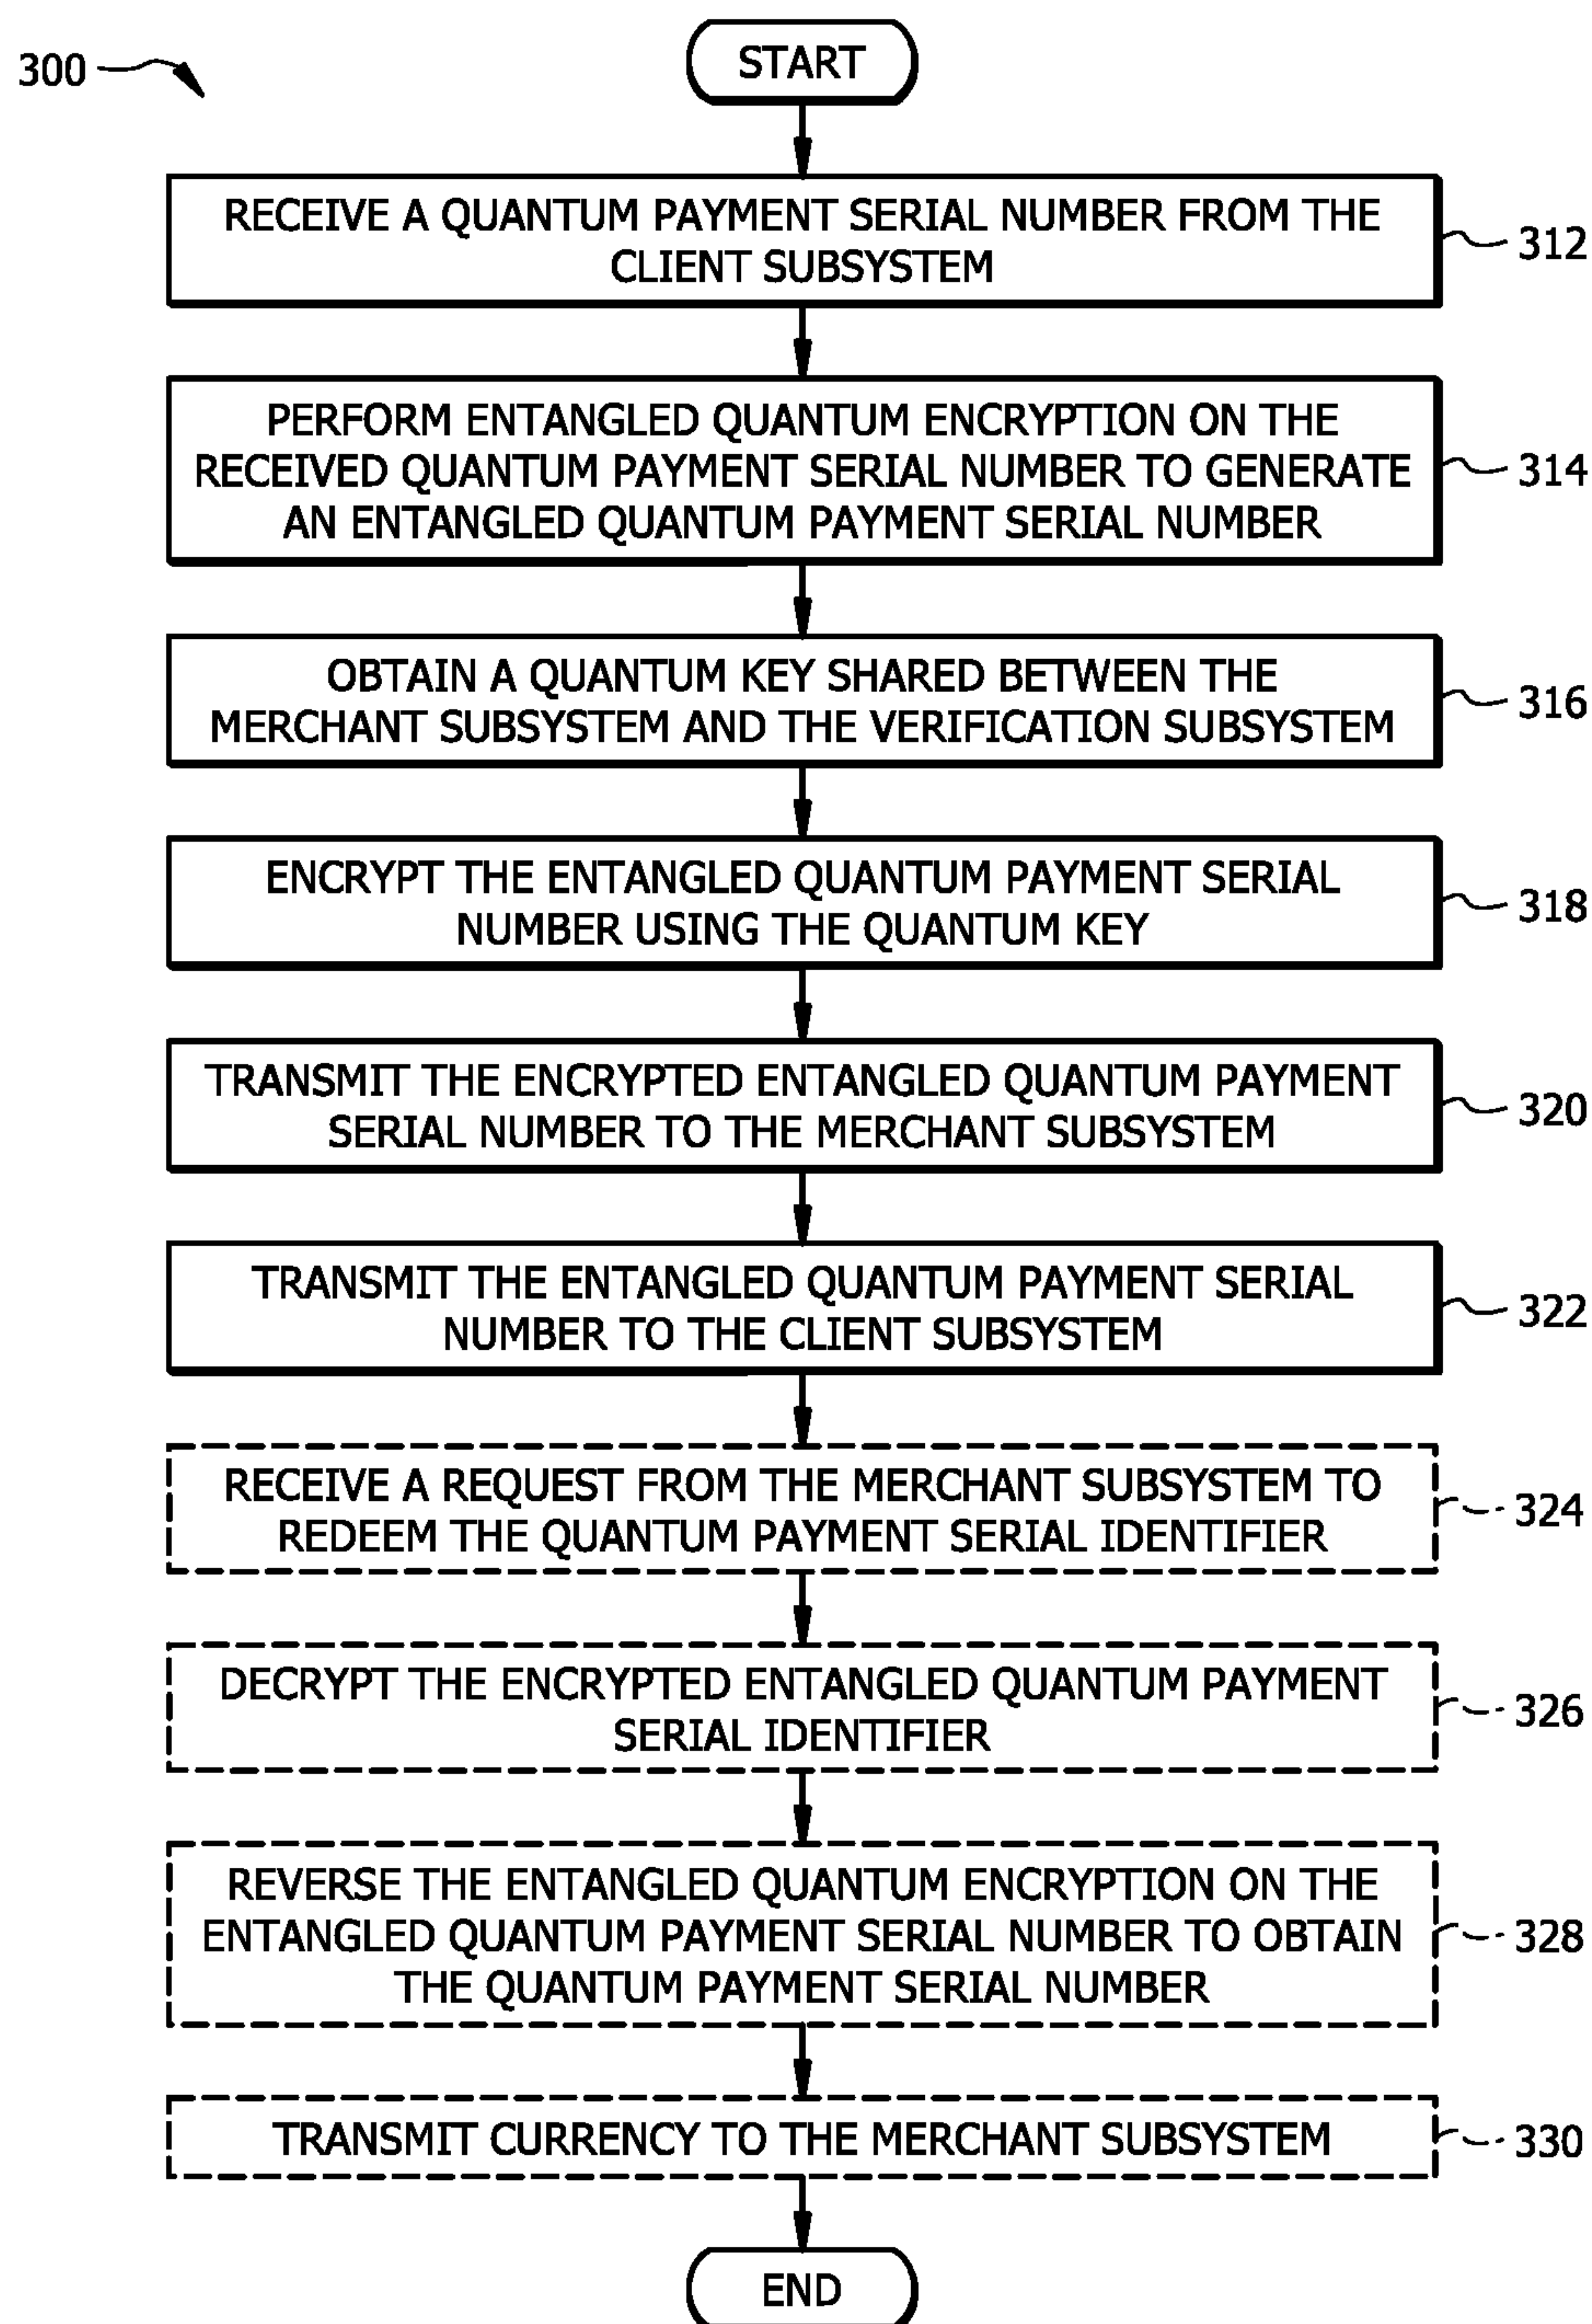 300
START
RECEIVE A QUANTUM PAYMENT SERIAL NUMBER FROM THE
CLIENT SUBSYSTEM
312
PERFORM ENTANGLED QUANTUM ENCRYPTION ON THE
RECEIVED QUANTUM PAYMENT SERIAL NUMBER TO GENERATE
AN ENTANGLED QUANTUM PAYMENT SERIAL NUMBER
314
OBTAIN A QUANTUM KEY SHARED BETWEEN THE
MERCHANT SUBSYSTEM AND THE VERIFICATION SUBSYSTEM
316
ENCRYPT THE ENTANGLED QUANTUM PAYMENT SERIAL
NUMBER USING THE QUANTUM KEY
318
TRANSMIT THE ENCRYPTED ENTANGLED QUANTUM PAYMENT
SERIAL NUMBER TO THE MERCHANT SUBSYSTEM
320
TRANSMIT THE ENTANGLED QUANTUM PAYMENT SERIAL
NUMBER TO THE CLIENT SUBSYSTEM
322
RECEIVE A REQUEST FROM THE MERCHANT SUBSYSTEM TO
REDEEM THE QUANTUM PAYMENT SERIAL IDENTIFIER
324
DECRYPT THE ENCRYPTED ENTANGLED QUANTUM PAYMENT
SERIAL IDENTIFIER
326
REVERSE THE ENTANGLED QUANTUM ENCRYPTION ON THE
ENTANGLED QUANTUM PAYMENT SERIAL NUMBER TO OBTAIN
THE QUANTUM PAYMENT SERIAL NUMBER
328
TRANSMIT CURRENCY TO THE MERCHANT SUBSYSTEM
330
END